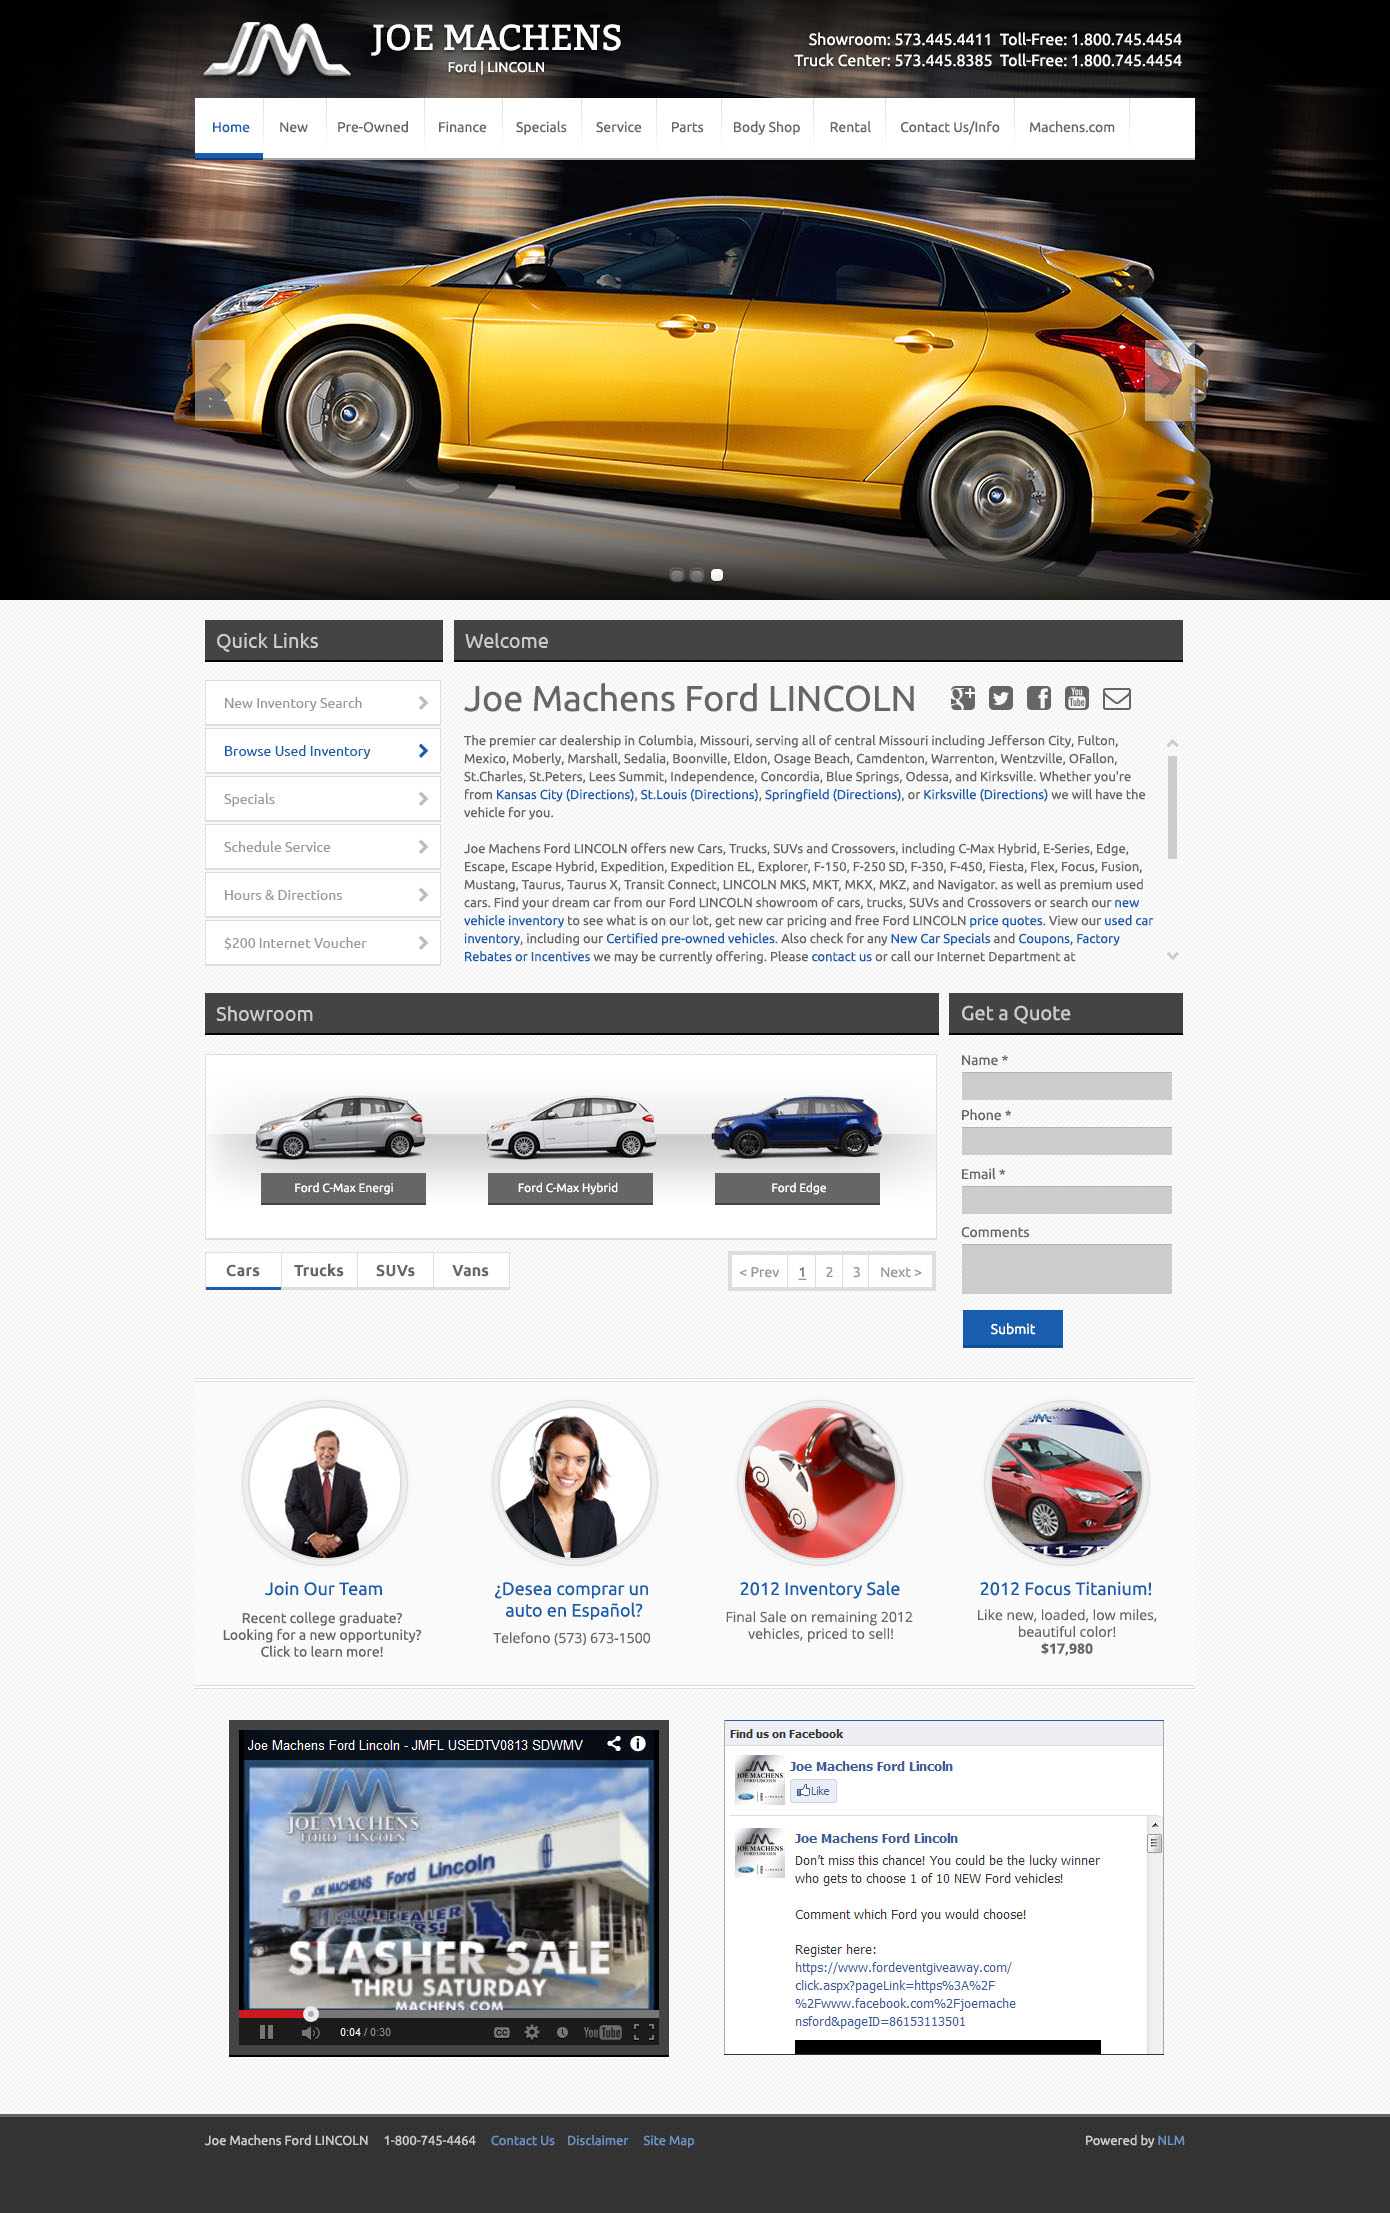 JOE MACHENS
Ford | LINCOLN
Showroom: 573.445.4411 Toll-Free: 1.800.745.4454
Truck Center: 573.445.8385 Toll-Free: 1.800.745.4454
Home New Pre-Owned Finance Specials Service Parts Body Shop Rental Contact Us/Info Machens.com
Quick Links
New Inventory Search
Browse Used Inventory
Specials
Schedule Service
Hours & Directions
$200 Internet Voucher
Welcome
Joe Machens Ford LINCOLN
The premier car dealership in Columbia, Missouri, serving all of central Missouri including Jefferson City, Fulton,
Mexico, Moberly, Marshall, Sedalia, Boonville, Eldon, Osage Beach, Camdenton, Warrenton, Wentzville, OFallon,
St.Charles, St.Peters, Lees Summit, Independence, Concordia, Blue Springs, Odessa, and Kirksville. Whether you're
from Kansas City (Directions), St.Louis (Directions), Springfield (Directions), or Kirksville (Directions) we will have the
vehicle for you.
Joe Machens Ford LINCOLN offers new Cars, Trucks, SUVs and Crossovers, including C-Max Hybrid, E-Series, Edge,
Escape, Escape Hybrid, Expedition, Expedition EL, Explorer, F-150, F-250 SD, F-350, F-450, Fiesta, Flex, Focus, Fusion,
Mustang, Taurus, Taurus X, Transit Connect, LINCOLN MKS, MKT, MKX, MKZ, and Navigator. as well as premium used
cars. Find your dream car from our Ford LINCOLN showroom of cars, trucks, SUVs and Crossovers or search our new
vehicle inventory to see what is on our lot, get new car pricing and free Ford LINCOLN price quotes. View our used car
inventory, including our Certified pre-owned vehicles. Also check for any New Car Specials and Coupons, Factory
Rebates or Incentives we may be currently offering. Please contact us or call our Internet Department at
Showroom
Ford C-Max Energi
Ford C-Max Hybrid
Ford Edge
Cars Trucks SUVs Vans
< Prev 1 2 3 Next >
Get a Quote
Name *
Phone *
Email *
Comments
Submit
Join Our Team
Recent college graduate?
Looking for a new opportunity?
Click to learn more!
¿Desea comprar un
auto en Español?
Telefono (573) 673-1500
2012 Inventory Sale
Final Sale on remaining 2012
vehicles, priced to sell!
2012 Focus Titanium!
Like new, loaded, low miles,
beautiful color!
$17,980
Joe Machens Ford Lincoln - JMFL USEDTV0813 SDWMV
JOE MACHENS
FORD LINCOLN
JOE MACHENS Ford Lincoln
SLASHER SALE
THRU SATURDAY
MACHENS.COM
0:04 / 0:30
CC
YouTube
Find us on Facebook
JOE MACHENS
FORD LINCOLN
Joe Machens Ford Lincoln
Like
JOE MACHENS
FORD LINCOLN
Joe Machens Ford Lincoln
Don't miss this chance! You could be the lucky winner
who gets to choose 1 of 10 NEW Ford vehicles!
Comment which Ford you would choose!
Register here:
https://www.fordeventgiveaway.com/
click.aspx?pageLink=https%3A%2F
%2Fwww.facebook.com%2Fjoemache
nsford&pageID=86153113501
Joe Machens Ford LINCOLN 1-800-745-4464 Contact Us Disclaimer Site Map
Powered by NLM